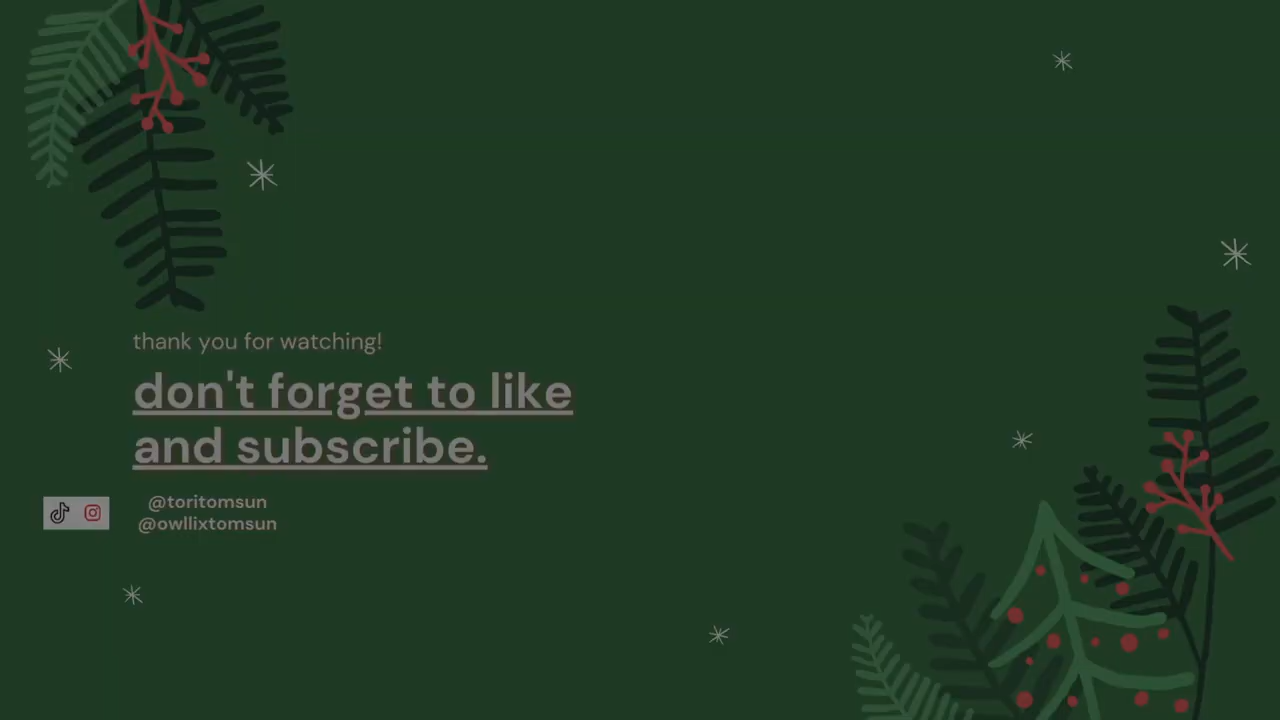 thank you for watching!
don't forget to like
and subscribe.
@toritomsun
@owllixtomsun